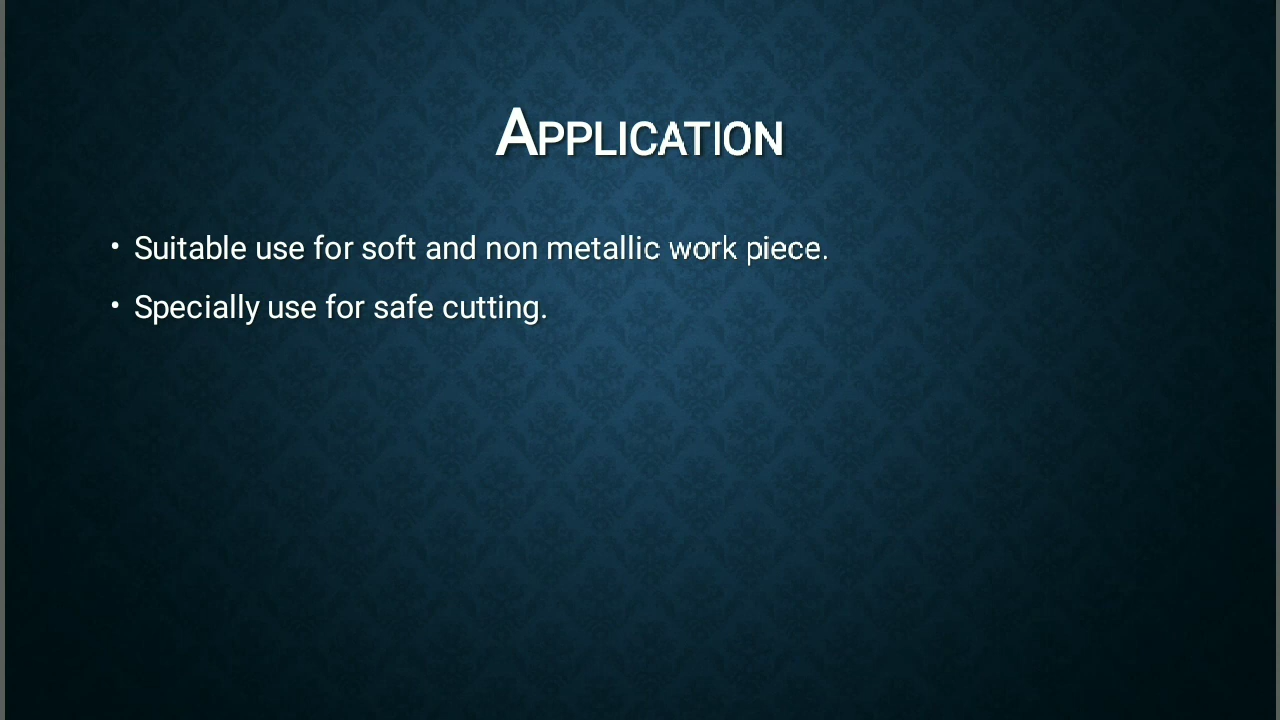 Application
• Suitable use for soft and non metallic work piece.
• Specially use for safe cutting.